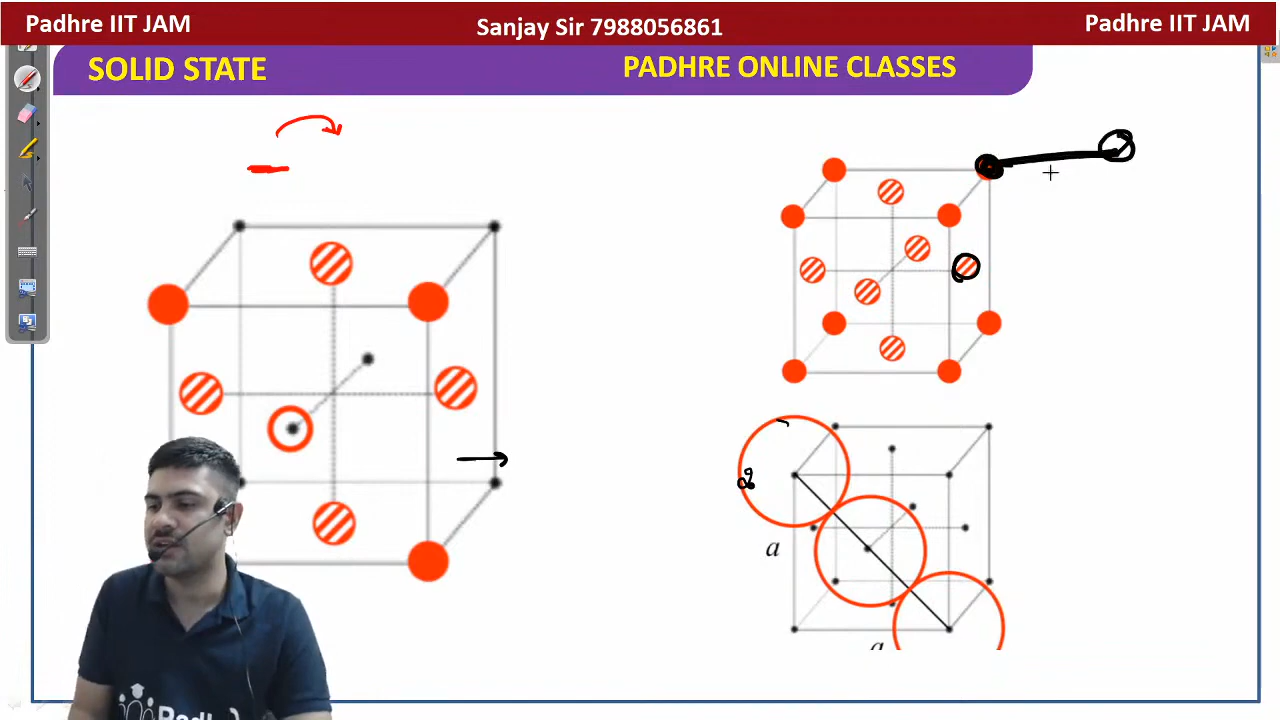 Padhre IIT JAM
Sanjay Sir 7988056861
Padhre IIT JAM
SOLID STATE
PADHRE ONLINE CLASSES
a
a